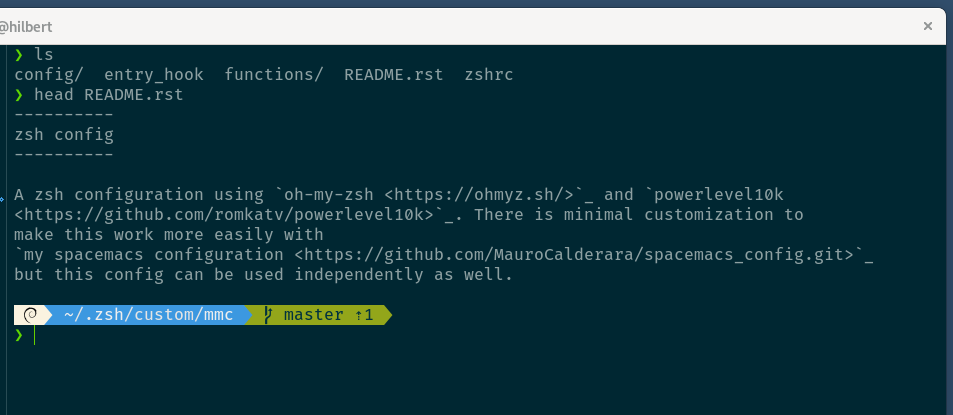 @hilbert
❯ ls
config/  entry_hook  functions/  README.rst  zshrc
❯ head README.rst
----------
zsh config
----------
A zsh configuration using `oh-my-zsh <https://ohmyz.sh/>`_ and `powerlevel10k
<https://github.com/romkatv/powerlevel10k>`_. There is minimal customization to
make this work more easily with
`my spacemacs configuration <https://github.com/MauroCalderara/spacemacs_config.git>`_
but this config can be used independently as well.
~/.zsh/custom/mmc  master ⇡1
❯